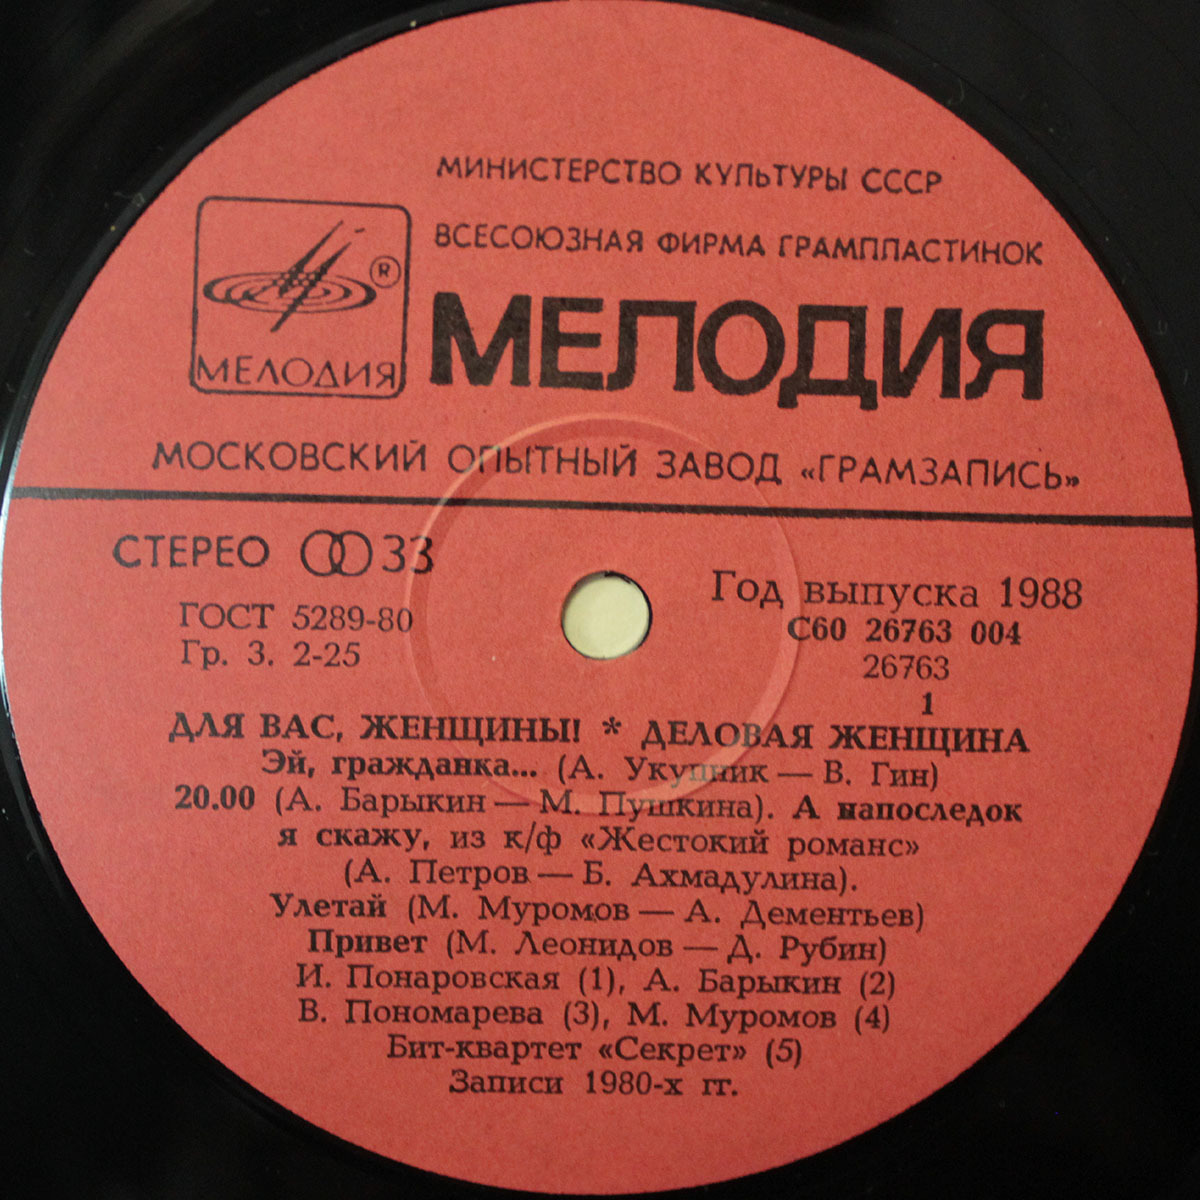 МИНИСТЕРСТВО КУЛЬТУРЫ СССР
ВСЕСОЮЗНАЯ ФИРМА ГРАМПЛАСТИНОК
®
МЕЛОДИЯ
МЕЛОДИЯ
МОСКОВСКИЙ ОПЫТНЫЙ ЗАВОД «ГРАМЗАПИСЬ»
СТЕРЕО 33
Год выпуска 1988
ГОСТ 5289-80
С60 26763 004
Гр. 3. 2-25
26763
1
ДЛЯ ВАС, ЖЕНЩИНЫ! * ДЕЛОВАЯ ЖЕНЩИНА
Эй, гражданка... (А. Укупник — В. Гин)
20.00 (А. Барыкин — М. Пушкина). А напоследок
я скажу, из к/ф «Жестокий романс»
(А. Петров — Б. Ахмадулина).
Улетай (М. Муромов — А. Дементьев)
Привет (М. Леонидов — Д. Рубин)
И. Понаровская (1), А. Барыкин (2)
В. Пономарева (3), М. Муромов (4)
Бит-квартет «Секрет» (5)
Записи 1980-х гг.